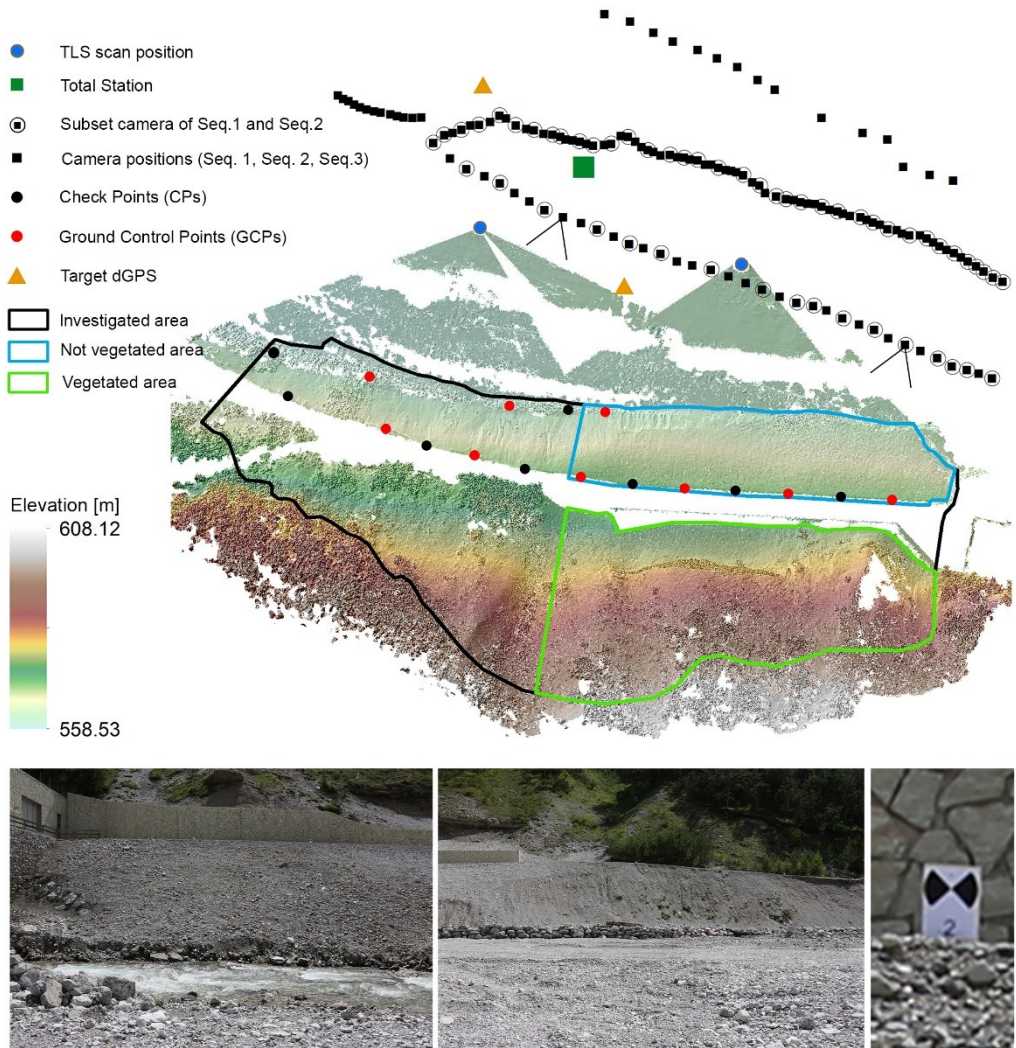 TLS scan position
Total Station
Subset camera of Seq.1 and Seq.2
Camera positions (Seq. 1, Seq. 2, Seq.3)
Check Points (CPs)
Ground Control Points (GCPs)
Target dGPS
Investigated area
Not vegetated area
Vegetated area
Elevation [m]
608.12
558.53
2